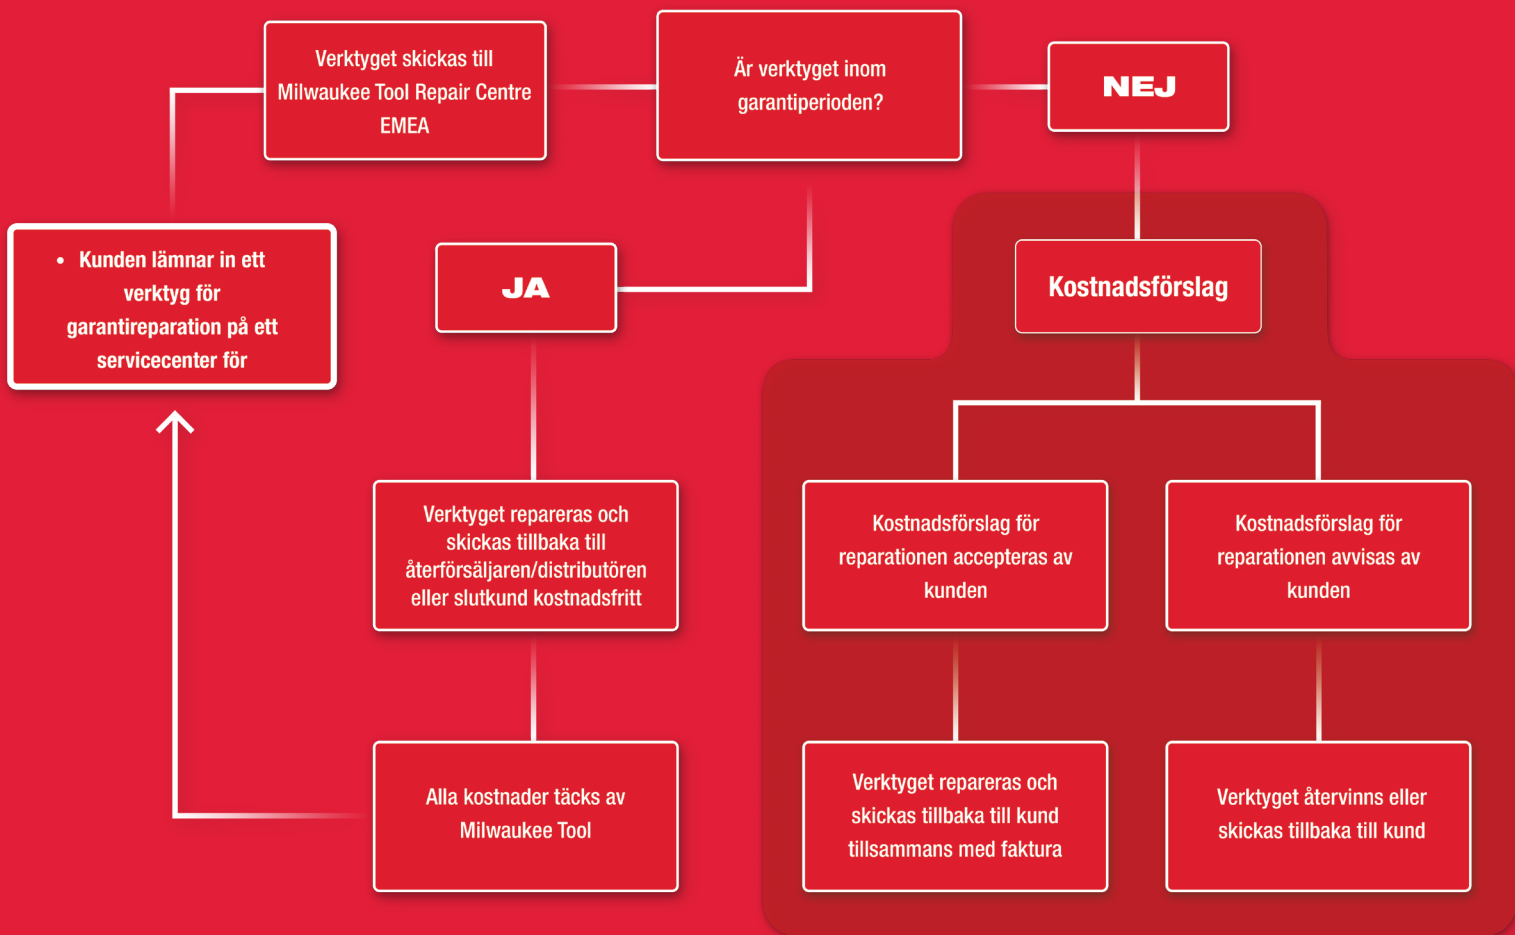 Verktyget skickas till
Milwaukee Tool Repair Centre
EMEA
Är verktyget inom
garantiperioden?
NEJ
• Kunden lämnar in ett
verktyg för
garantireparation på ett
servicecenter för
JA
Kostnadsförslag
Verktyget repareras och
skickas tillbaka till
återförsäljaren/distributören
eller slutkund kostnadsfritt
Kostnadsförslag för
reparationen accepteras av
kunden
Kostnadsförslag för
reparationen avvisas av
kunden
Alla kostnader täcks av
Milwaukee Tool
Verktyget repareras och
skickas tillbaka till kund
tillsammans med faktura
Verktyget återvinns eller
skickas tillbaka till kund